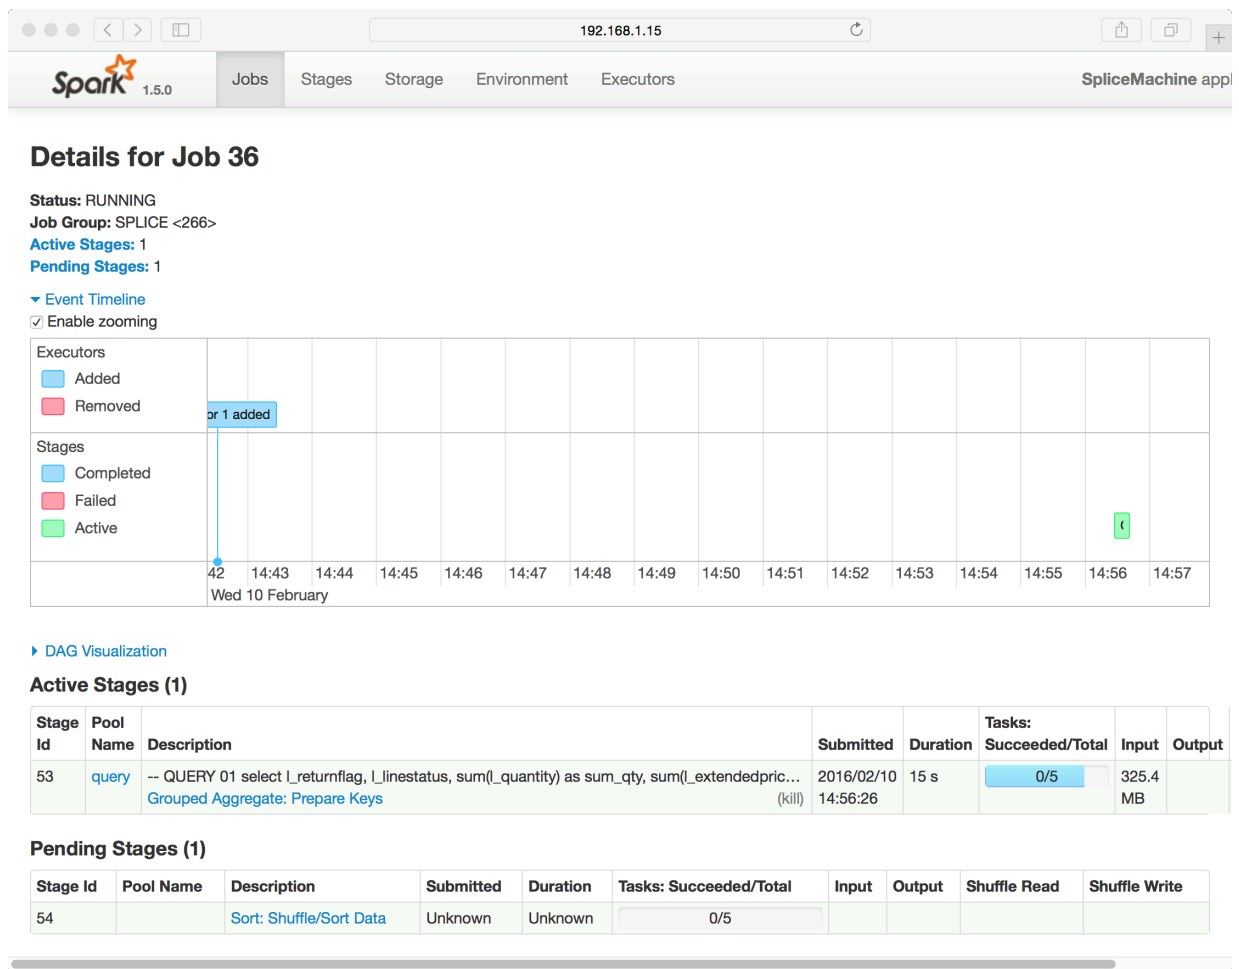 192.168.1.15
Spark 1.5.0
Jobs Stages Storage Environment Executors
SpliceMachine appl
Details for Job 36
Status: RUNNING
Job Group: SPLICE <266>
Active Stages: 1
Pending Stages: 1
Event Timeline
Enable zooming
Executors
Added
Removed
or 1 added
Stages
Completed
Failed
Active
42 14:43 14:44 14:45 14:46 14:47 14:48 14:49 14:50 14:51 14:52 14:53 14:54 14:55 14:56 14:57
Wed 10 February
DAG Visualization
Active Stages (1)
Stage Id Pool Name Description Submitted Duration Tasks: Succeeded/Total Input Output
53 query -- QUERY 01 select l_returnflag, l_linestatus, sum(l_quantity) as sum_qty, sum(l_extendedpric... 2016/02/10 15 s 0/5 325.4
Grouped Aggregate: Prepare Keys (kill) 14:56:26 MB
Pending Stages (1)
Stage Id Pool Name Description Submitted Duration Tasks: Succeeded/Total Input Output Shuffle Read Shuffle Write
54 Sort: Shuffle/Sort Data Unknown Unknown 0/5